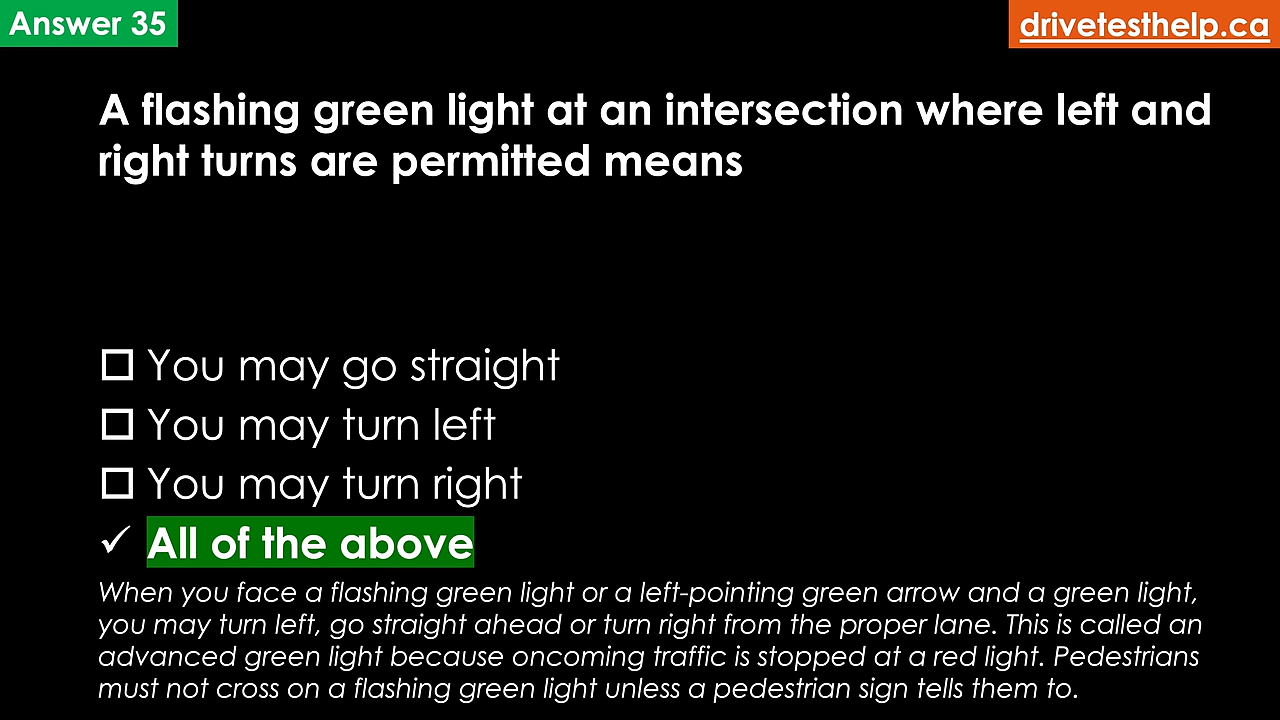 Answer 35
drivetesthelp.ca
A flashing green light at an intersection where left and
right turns are permitted means
You may go straight
You may turn left
You may turn right
All of the above
When you face a flashing green light or a left-pointing green arrow and a green light,
you may turn left, go straight ahead or turn right from the proper lane. This is called an
advanced green light because oncoming traffic is stopped at a red light. Pedestrians
must not cross on a flashing green light unless a pedestrian sign tells them to.